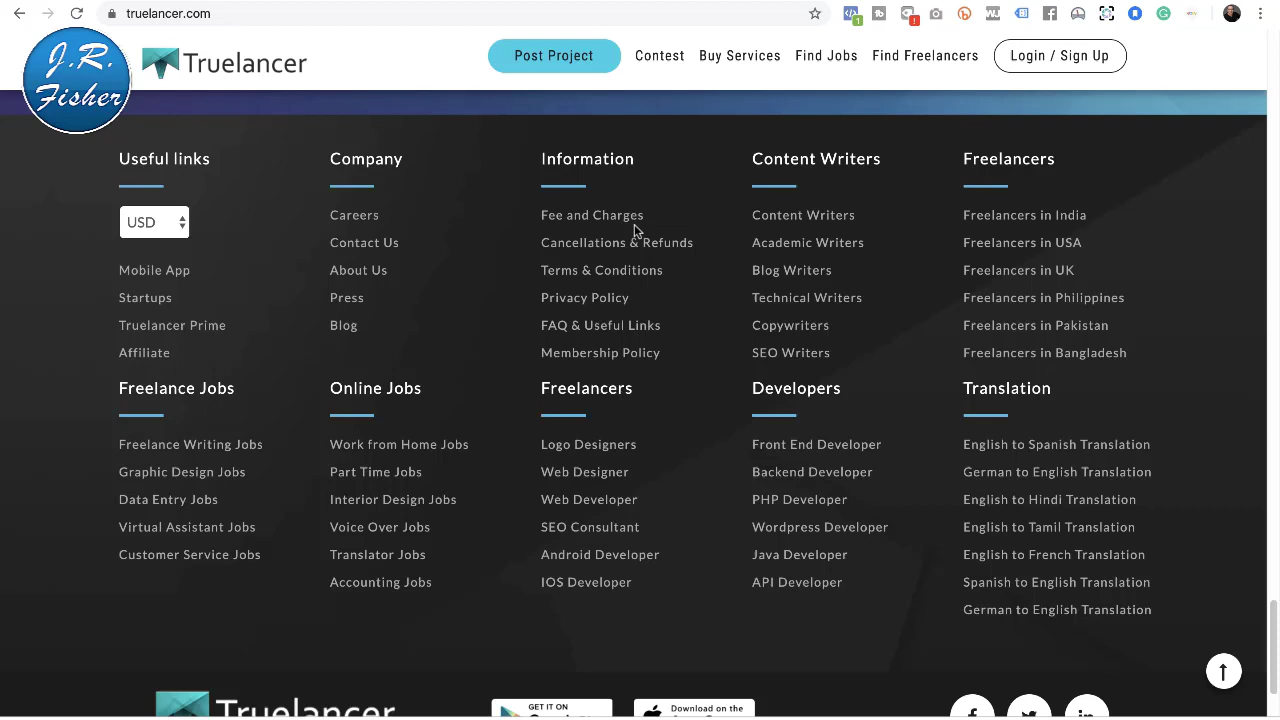 truelancer.com
J.R. Fisher
Truelancer
Post Project
Contest
Buy Services
Find Jobs
Find Freelancers
Login / Sign Up
Useful links
USD
Mobile App
Startups
Truelancer Prime
Affiliate
Company
Careers
Contact Us
About Us
Press
Blog
Information
Fee and Charges
Cancellations & Refunds
Terms & Conditions
Privacy Policy
FAQ & Useful Links
Membership Policy
Content Writers
Content Writers
Academic Writers
Blog Writers
Technical Writers
Copywriters
SEO Writers
Freelancers
Freelancers in India
Freelancers in USA
Freelancers in UK
Freelancers in Philippines
Freelancers in Pakistan
Freelancers in Bangladesh
Freelance Jobs
Freelance Writing Jobs
Graphic Design Jobs
Data Entry Jobs
Virtual Assistant Jobs
Customer Service Jobs
Online Jobs
Work from Home Jobs
Part Time Jobs
Interior Design Jobs
Voice Over Jobs
Translator Jobs
Accounting Jobs
Freelancers
Logo Designers
Web Designer
Web Developer
SEO Consultant
Android Developer
IOS Developer
Developers
Front End Developer
Backend Developer
PHP Developer
Wordpress Developer
Java Developer
API Developer
Translation
English to Spanish Translation
German to English Translation
English to Hindi Translation
English to Tamil Translation
English to French Translation
Spanish to English Translation
German to English Translation
Truelancer
GET IT ON
Download on the